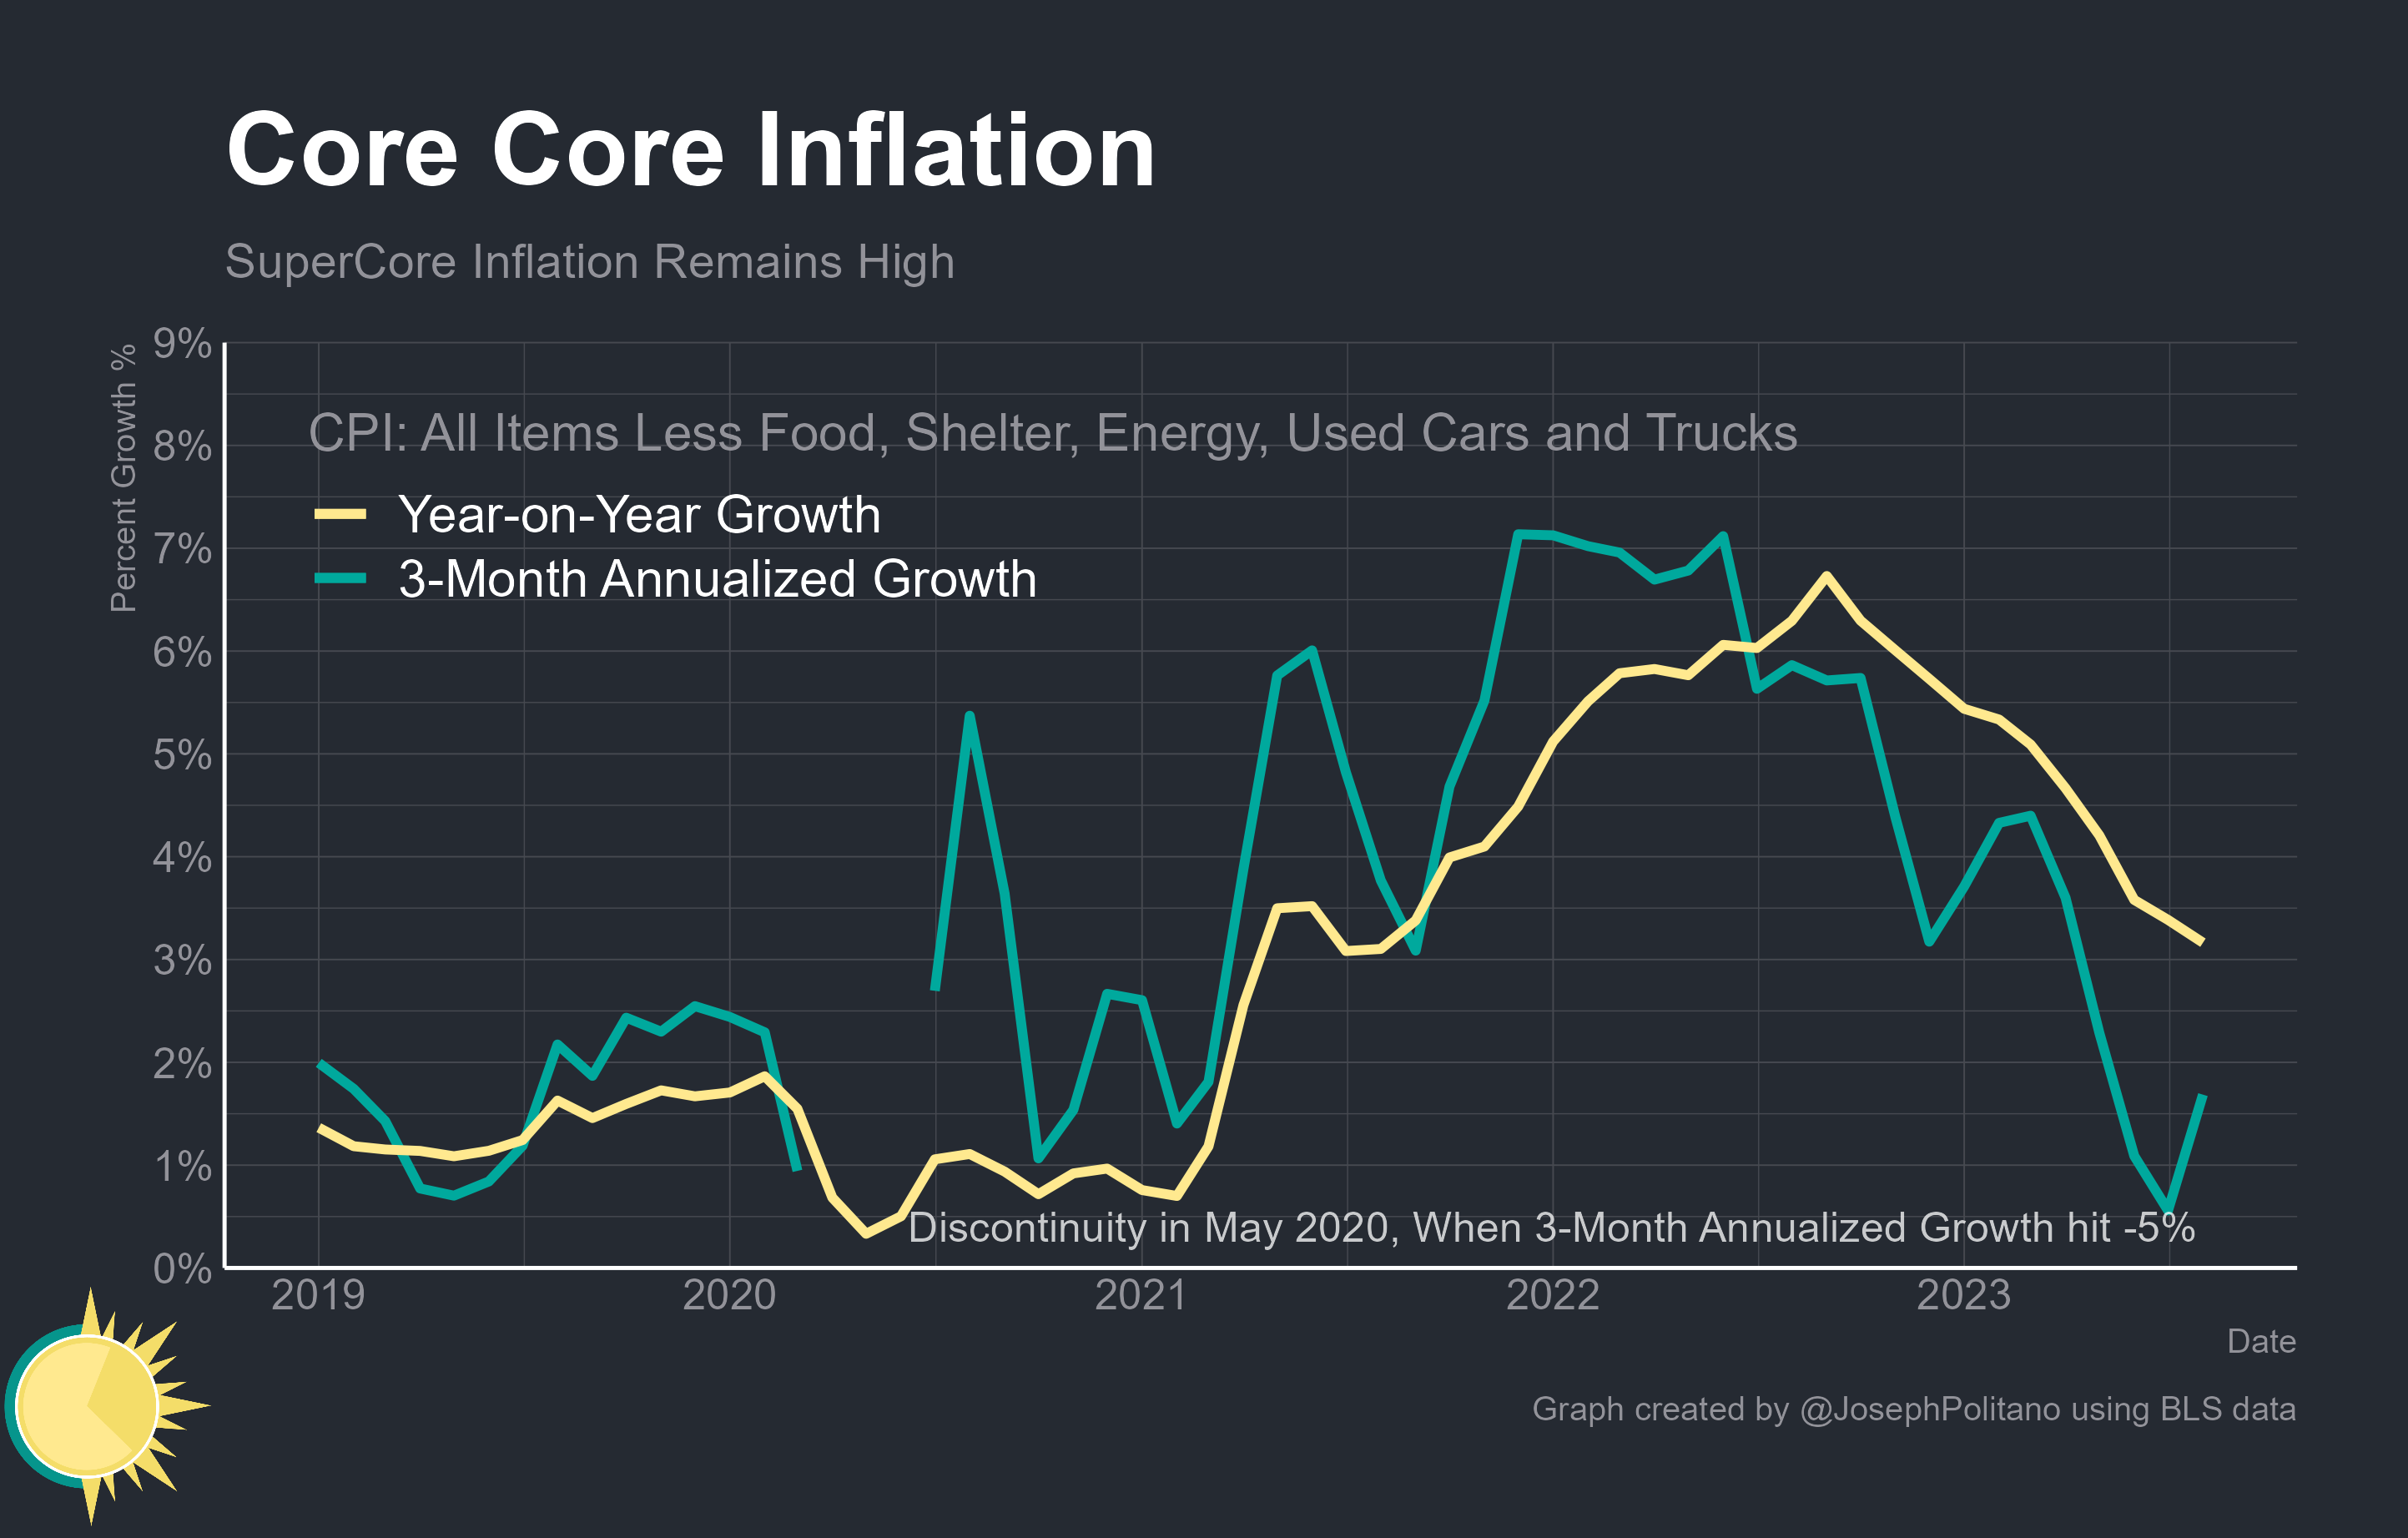 Core Core Inflation
SuperCore Inflation Remains High
Percent Growth %
9%
8%
7%
6%
5%
4%
3%
2%
1%
0%
CPI: All Items Less Food, Shelter, Energy, Used Cars and Trucks
Year-on-Year Growth
3-Month Annualized Growth
Discontinuity in May 2020, When 3-Month Annualized Growth hit -5%
2019
2020
2021
2022
2023
Date
Graph created by @JosephPolitano using BLS data